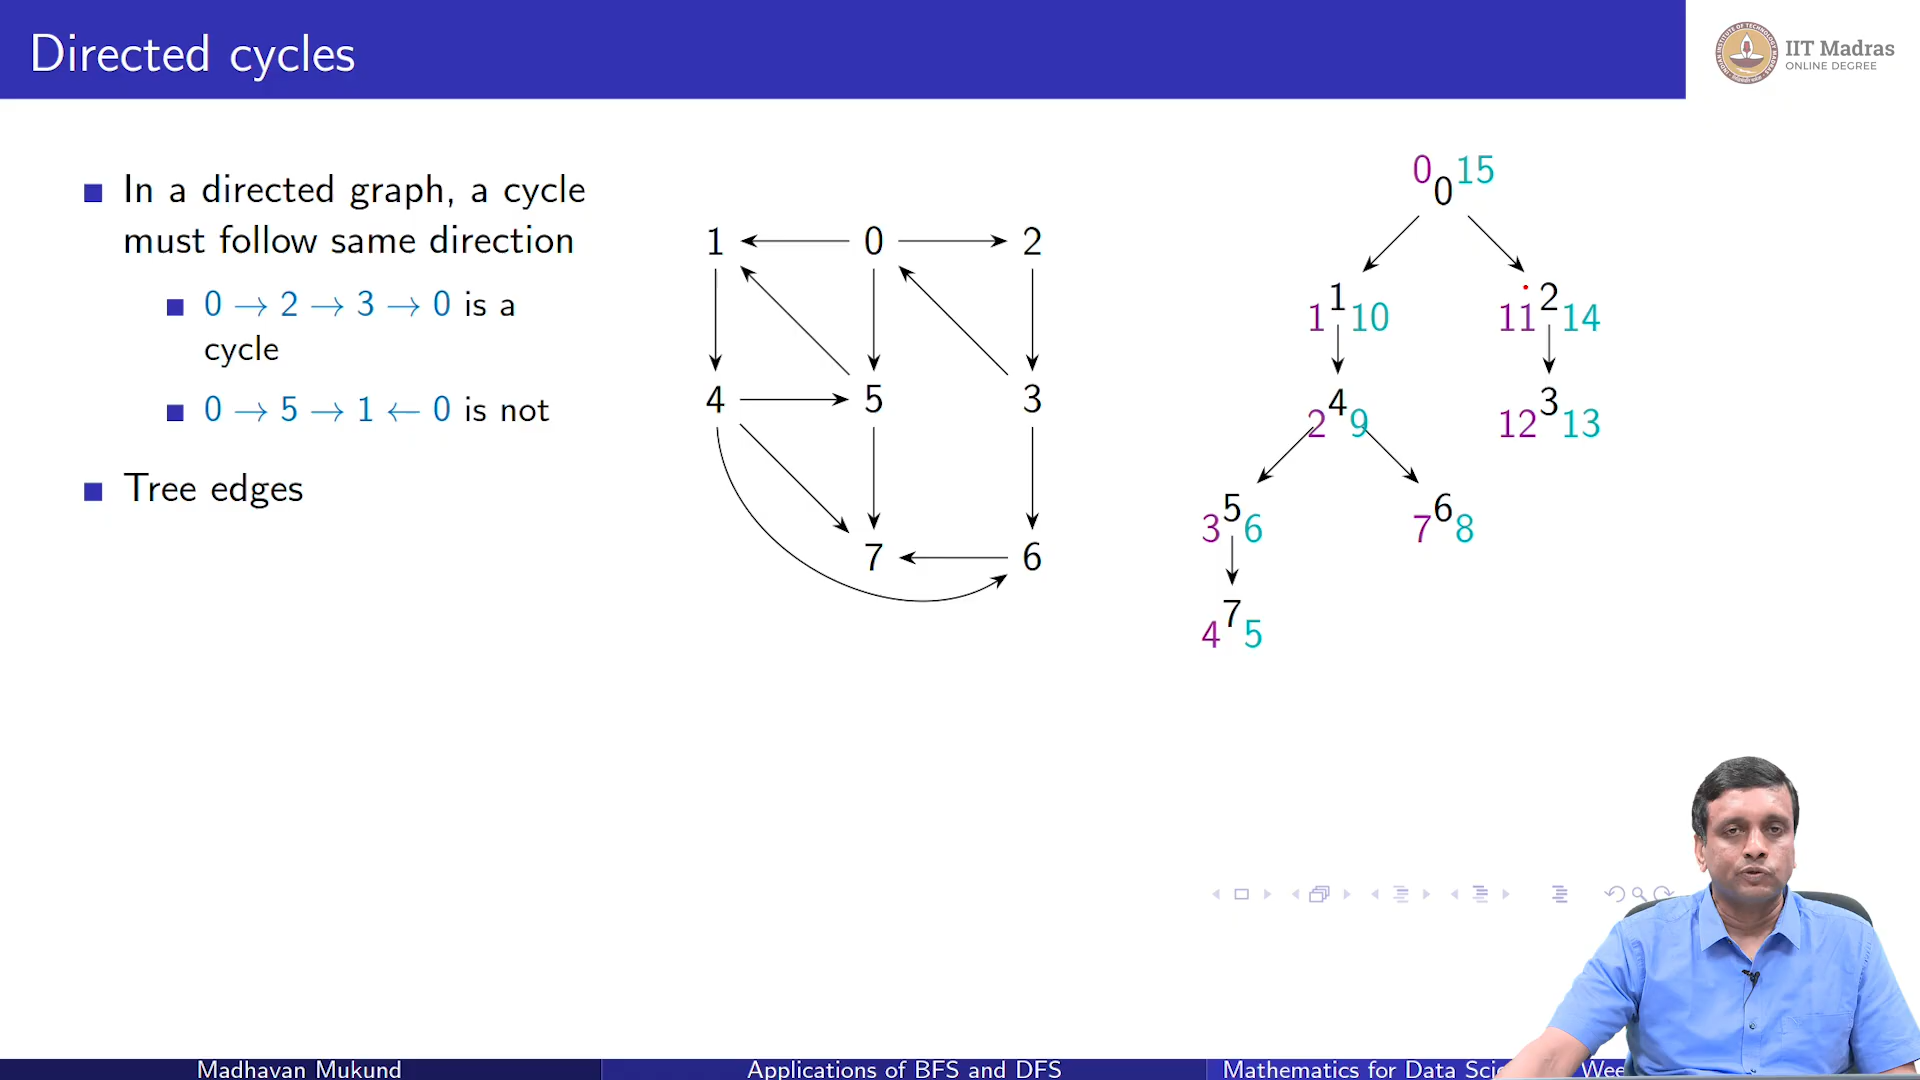 Directed cycles
IIT Madras
ONLINE DEGREE
In a directed graph, a cycle
must follow same direction
0 → 2 → 3 → 0 is a
cycle
0 → 5 → 1 ← 0 is not
Tree edges
1 0 2
4 5 3
7 6
0 0 15
1 1 10
11 2 14
2 4 9
12 3 13
3 5 6
7 6 8
4 7 5
Madhavan Mukund
Applications of BFS and DFS
Mathematics for Data